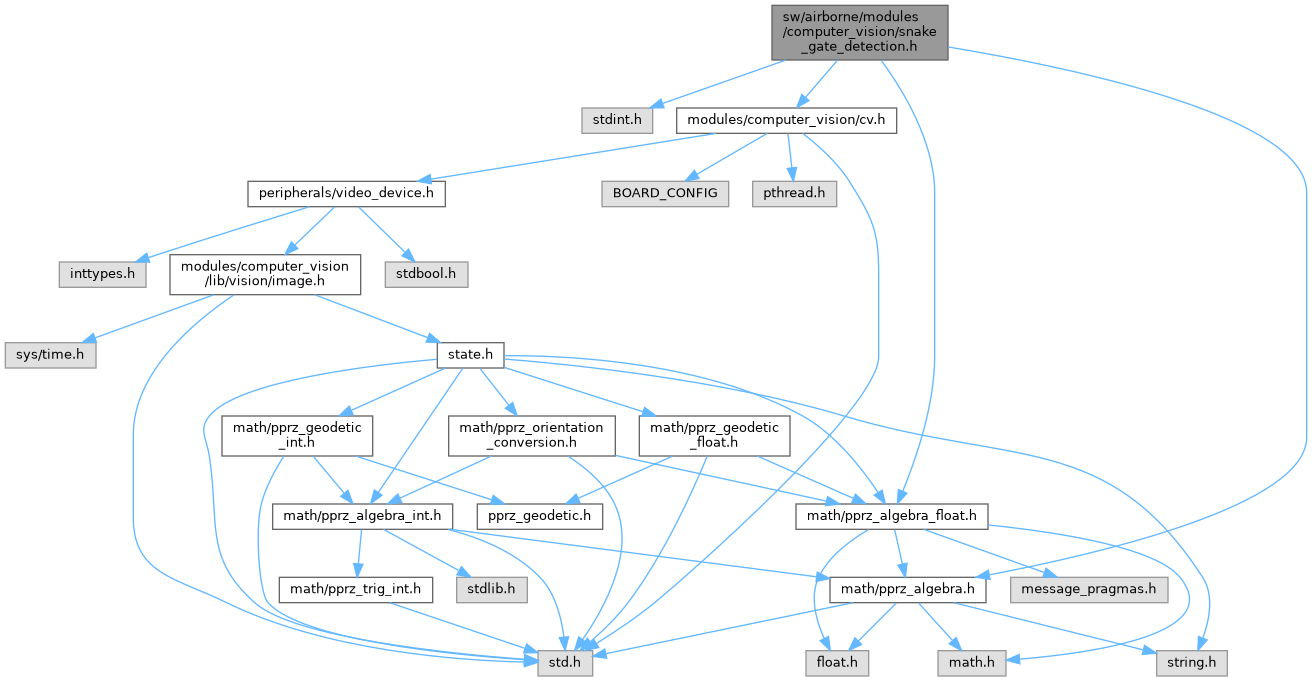 sw/airborne/modules
/computer_vision/snake
_gate_detection.h
stdint.h
modules/computer_vision/cv.h
peripherals/video_device.h
BOARD_CONFIG
pthread.h
inttypes.h
modules/computer_vision
/lib/vision/image.h
stdbool.h
sys/time.h
state.h
math/pprz_geodetic
_int.h
math/pprz_orientation
_conversion.h
math/pprz_geodetic
_float.h
math/pprz_algebra_int.h
pprz_geodetic.h
math/pprz_algebra_float.h
math/pprz_trig_int.h
stdlib.h
math/pprz_algebra.h
message_pragmas.h
std.h
float.h
math.h
string.h